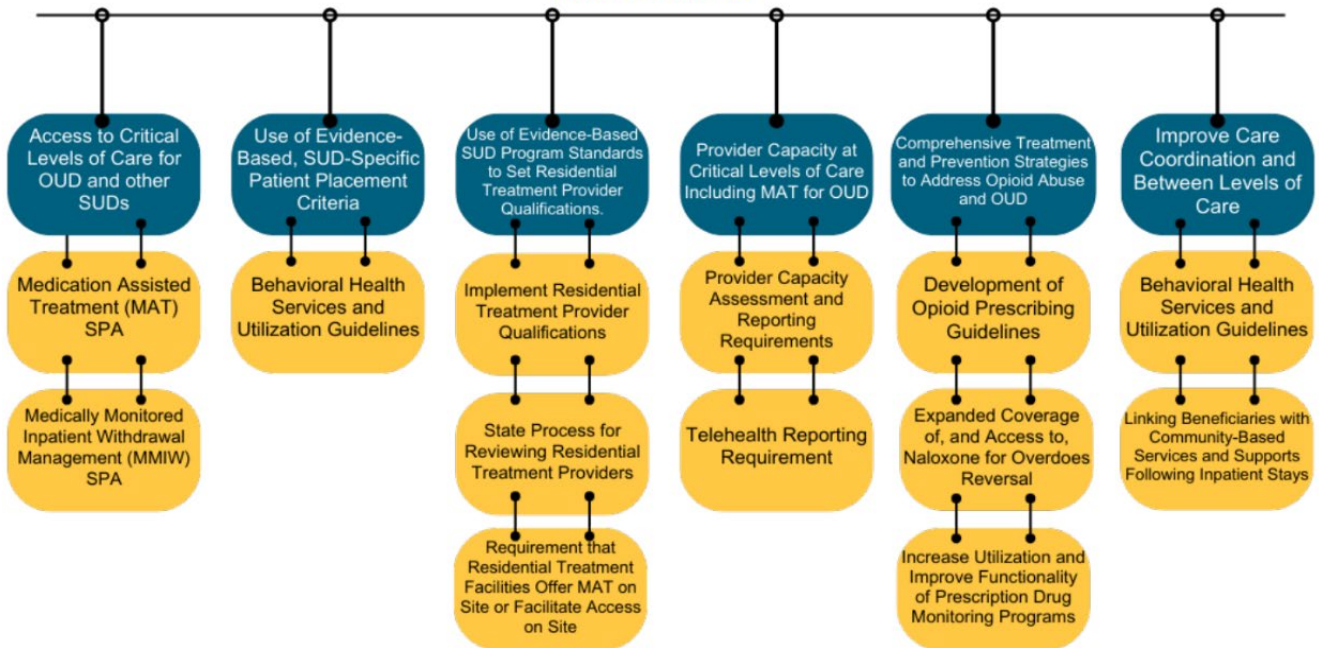 Access to Critical
Levels of Care for
OUD and other
SUDs
Medication Assisted
Treatment (MAT)
SPA
Medically Monitored
Inpatient Withdrawal
Management (MMIW)
SPA
Use of Evidence-
Based, SUD-Specific
Patient Placement
Criteria
Behavioral Health
Services and
Utilization Guidelines
Use of Evidence-Based
SUD Program Standards
to Set Residential
Treatment Provider
Qualifications.
Implement Residential
Treatment Provider
Qualifications
State Process for
Reviewing Residential
Treatment Providers
Requirement that
Residential Treatment
Facilities Offer MAT on
Site or Facilitate Access
on Site
Provider Capacity at
Critical Levels of Care
Including MAT for OUD
Provider Capacity
Assessment and
Reporting
Requirements
Telehealth Reporting
Requirement
Comprehensive Treatment
and Prevention Strategies
to Address Opioid Abuse
and OUD
Development of
Opioid Prescribing
Guidelines
Expanded Coverage
of, and Access to,
Naloxone for Overdoes
Reversal
Increase Utilization and
Improve Functionality
of Prescription Drug
Monitoring Programs
Improve Care
Coordination and
Between Levels of
Care
Behavioral Health
Services and
Utilization Guidelines
Linking Beneficiaries with
Community-Based
Services and Supports
Following Inpatient Stays